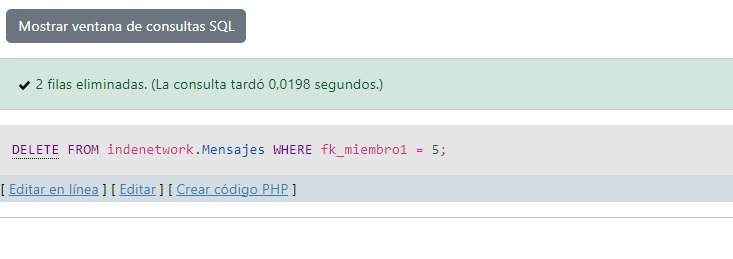 Mostrar ventana de consultas SQL
✔ 2 filas eliminadas. (La consulta tardó 0,0198 segundos.)
DELETE FROM indenetwork.Mensajes WHERE fk_miembro1 = 5;
[ Editar en línea ] [ Editar ] [ Crear código PHP ]